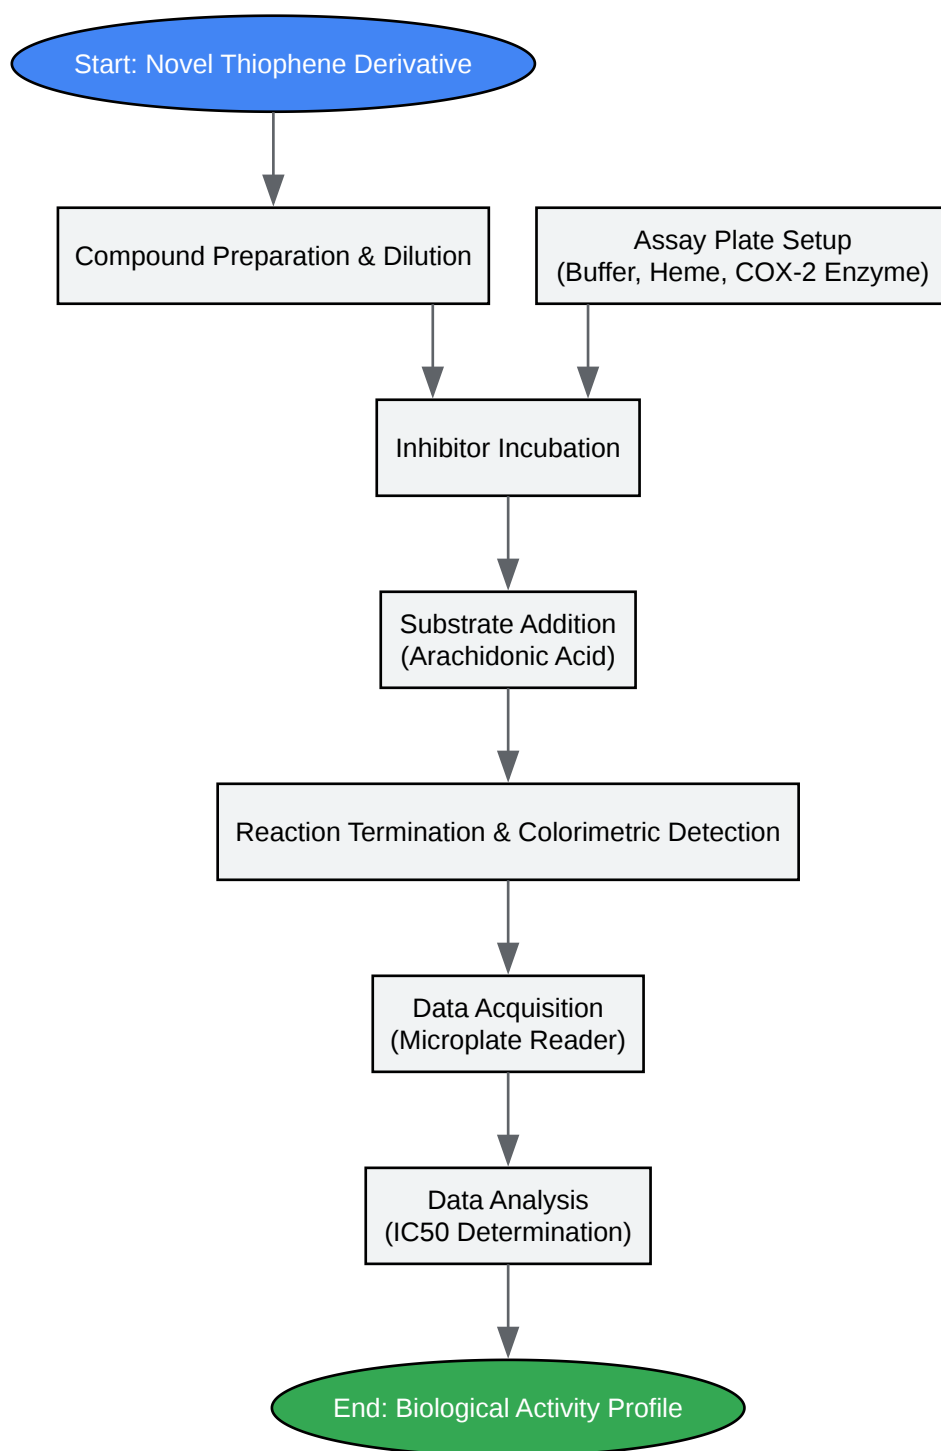 Start: Novel Thiophene Derivative
Compound Preparation & Dilution
Assay Plate Setup
(Buffer, Heme, COX-2 Enzyme)
Inhibitor Incubation
Substrate Addition
(Arachidonic Acid)
Reaction Termination & Colorimetric Detection
Data Acquisition
(Microplate Reader)
Data Analysis
(IC50 Determination)
End: Biological Activity Profile